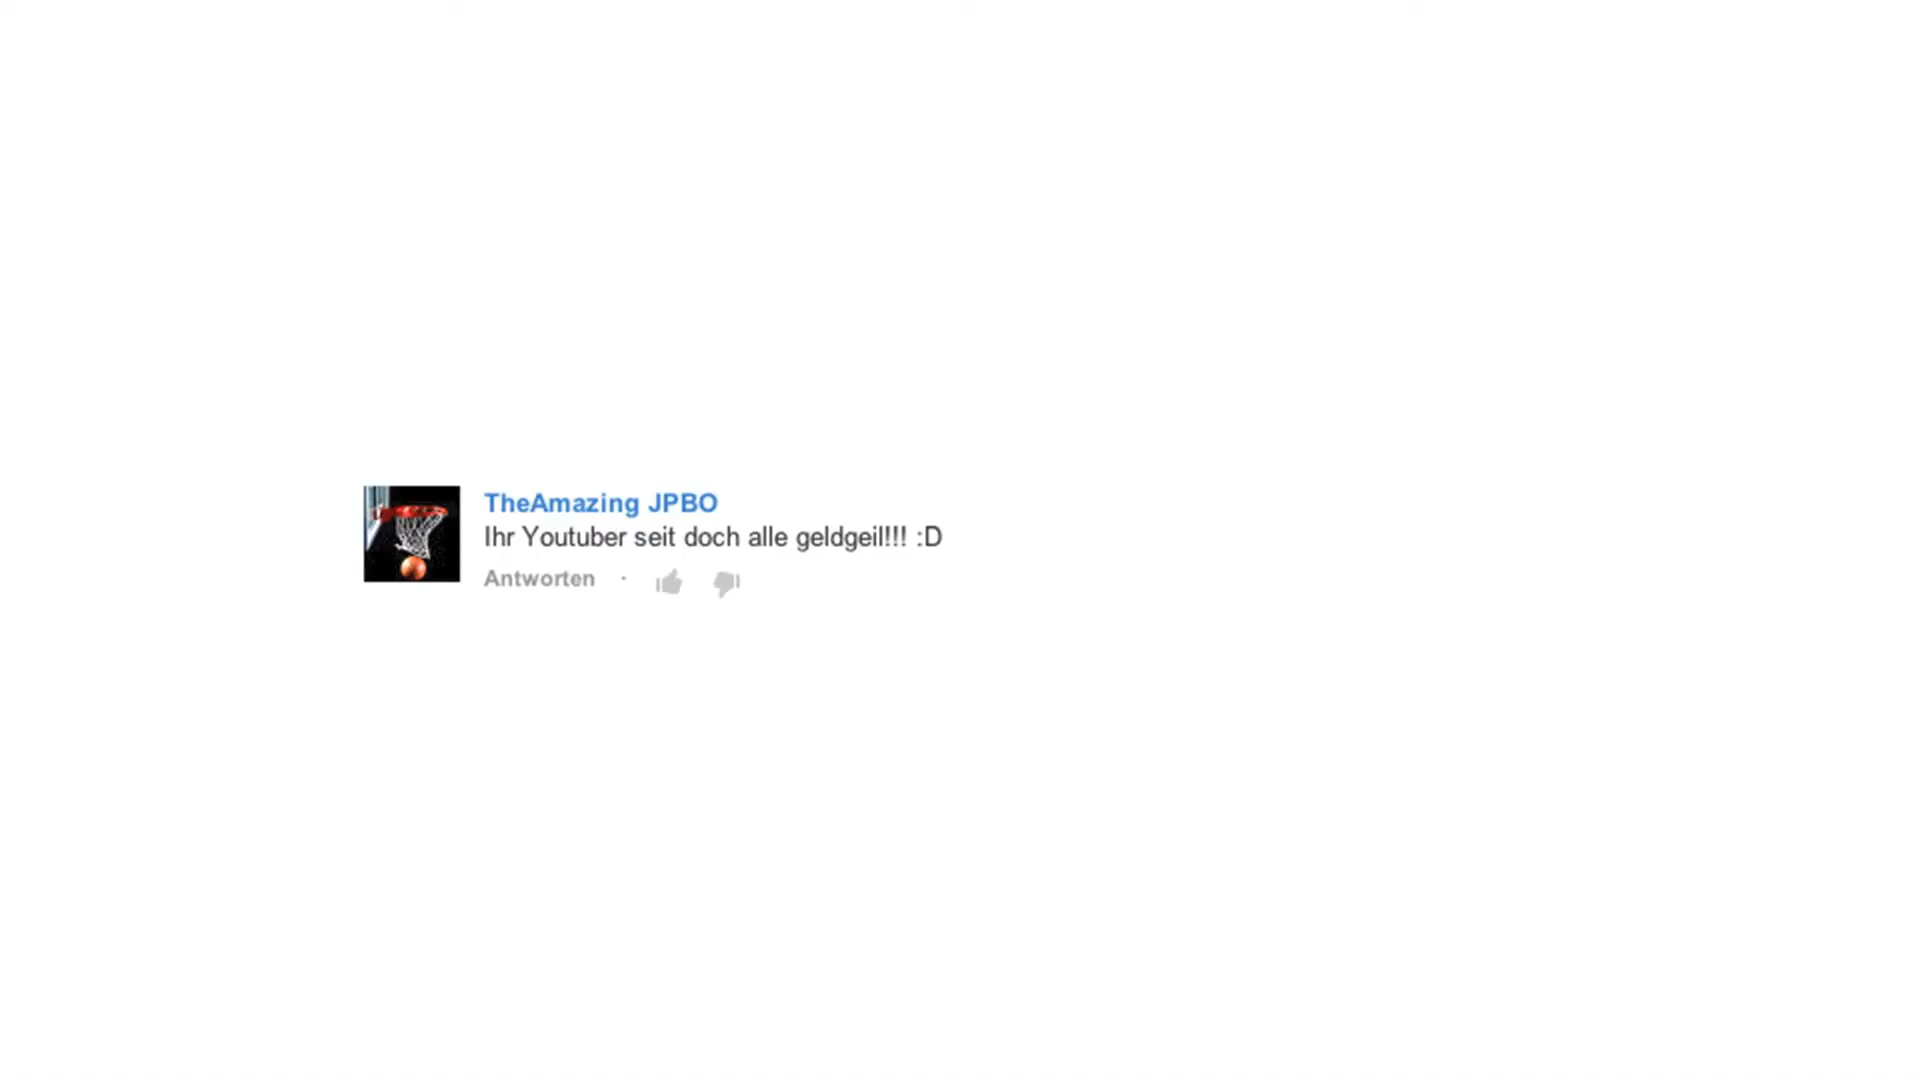 TheAmazing JPBO
Ihr Youtuber seit doch alle geldgeil!!! :D
Antworten ·